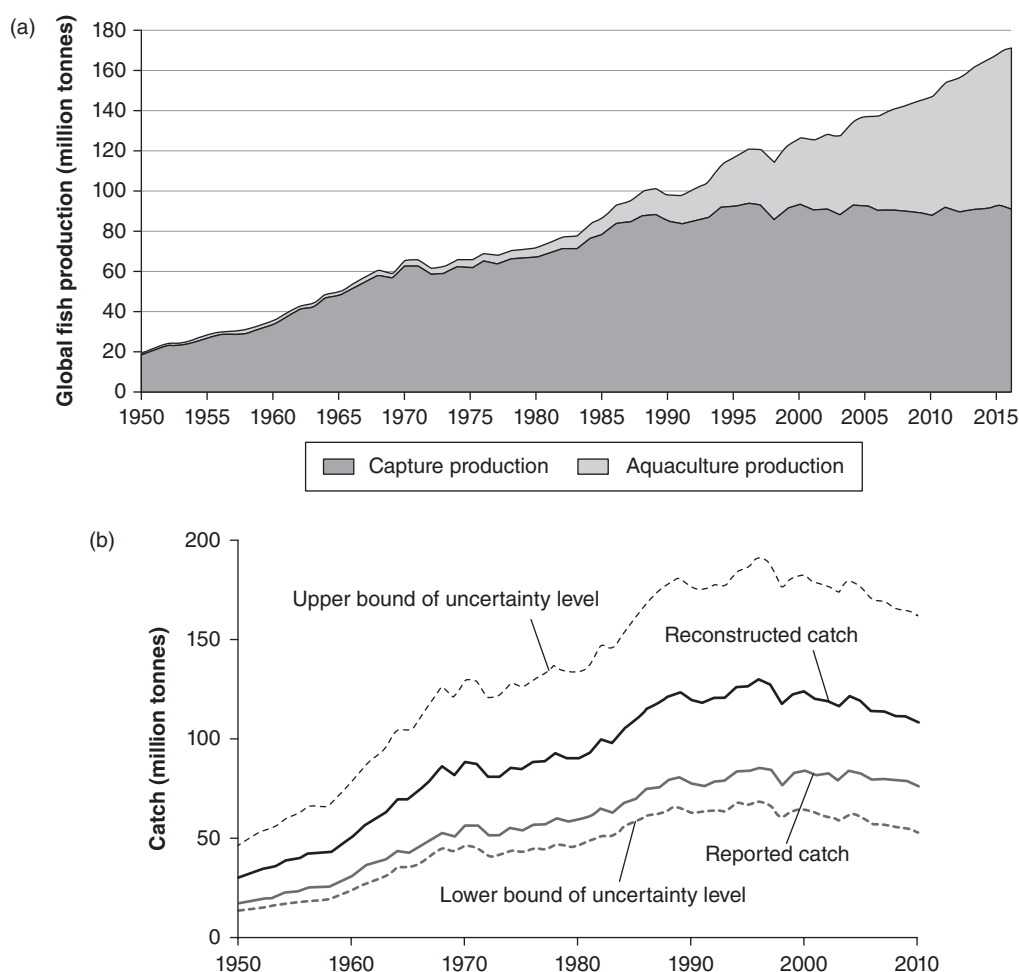 (a)
Global fish production (million tonnes)
180
160
140
120
100
80
60
40
20
0
1950 1955 1960 1965 1970 1975 1980 1985 1990 1995 2000 2005 2010 2015
Capture production Aquaculture production
(b)
Catch (million tonnes)
200
150
100
50
0
Upper bound of uncertainty level
Reconstructed catch
Reported catch
Lower bound of uncertainty level
1950 1960 1970 1980 1990 2000 2010